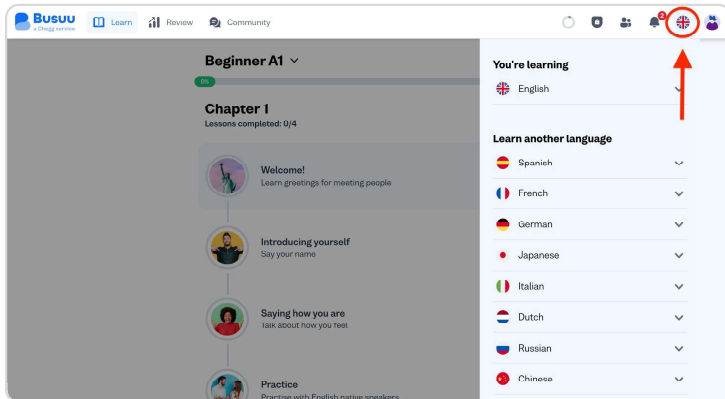 Busuu
a Chegg service
Learn
Review
Community
2
Beginner A1
0%
Chapter 1
Lessons completed: 0/4
Welcome!
Learn greetings for meeting people
Introducing yourself
Say your name
Saying how you are
Talk about how you feel
Practice
Practise with English native speakers
You're learning
English
Learn another language
Spanish
French
German
Japanese
Italian
Dutch
Russian
Chinese